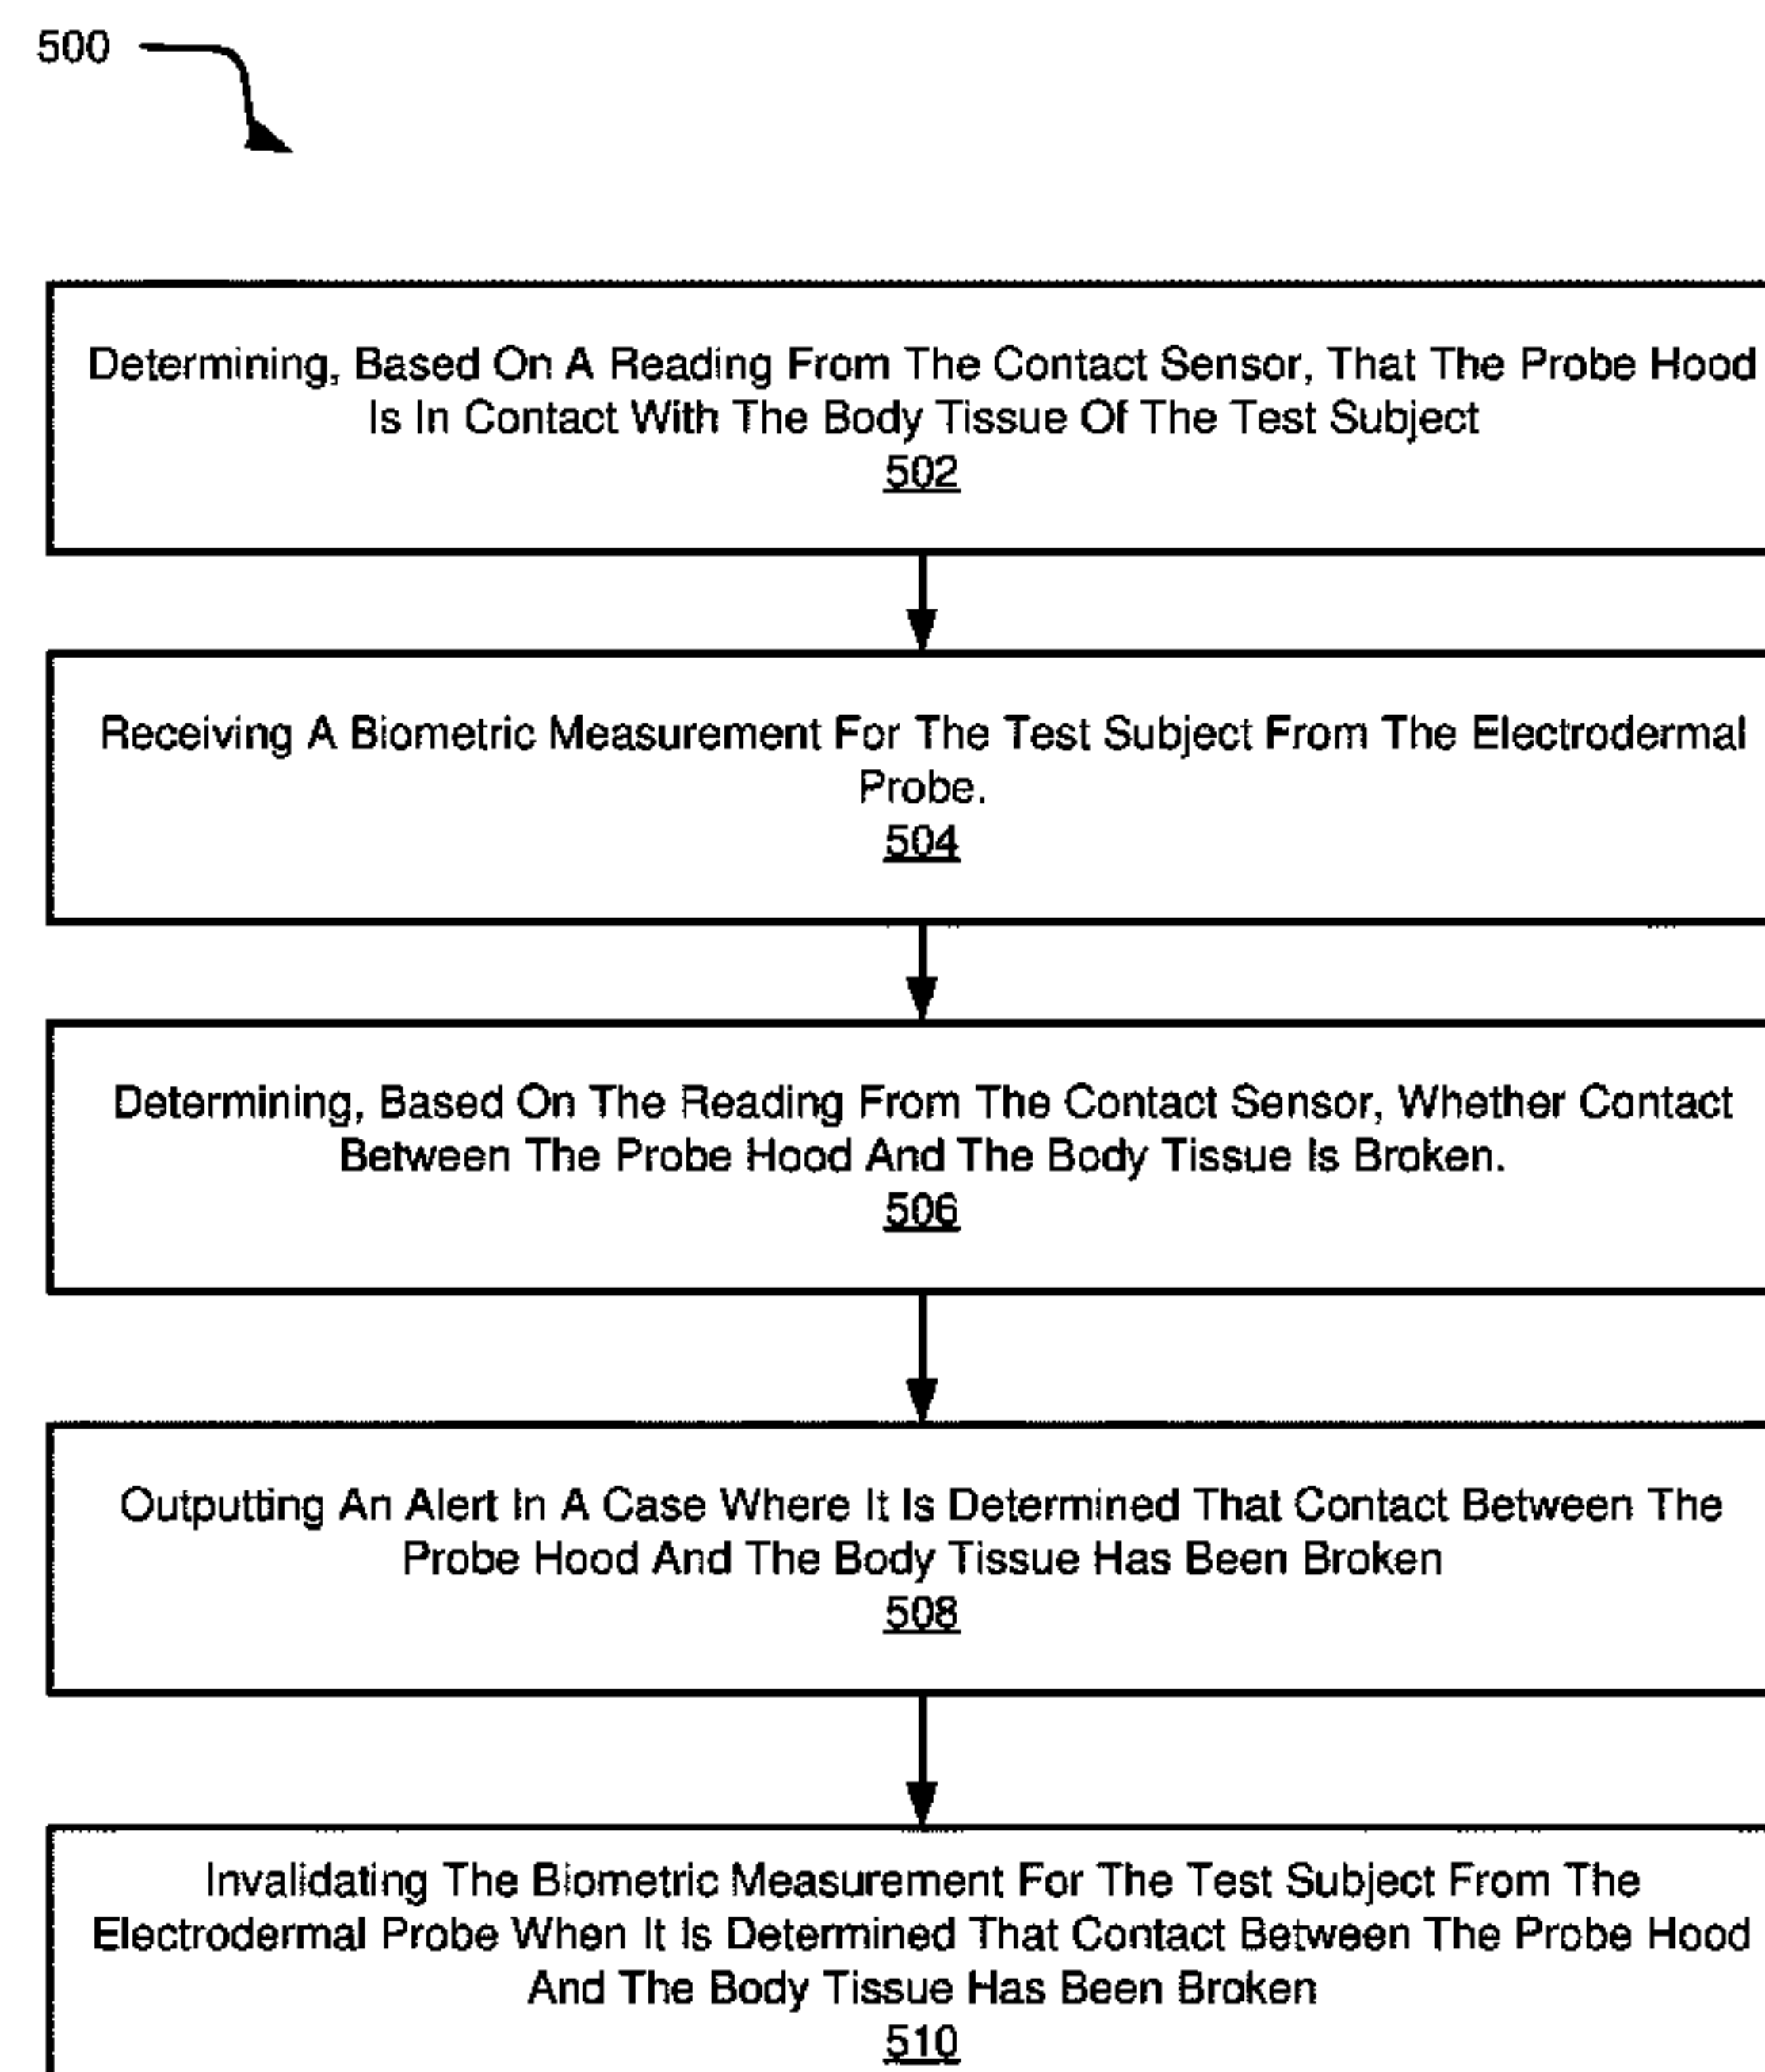 500
Determining, Based On A Reading From The Contact Sensor, That The Probe Hood
Is In Contact With The Body Tissue Of The Test Subject
502
Receiving A Biometric Measurement For The Test Subject From The Electrodermal
Probe.
504
Determining, Based On The Reading From The Contact Sensor, Whether Contact
Between The Probe Hood And The Body Tissue Is Broken.
506
Outputting An Alert In A Case Where It Is Determined That Contact Between The
Probe Hood And The Body Tissue Has Been Broken
508
Invalidating The Biometric Measurement For The Test Subject From The
Electrodermal Probe When It Is Determined That Contact Between The Probe Hood
And The Body Tissue Has Been Broken
510